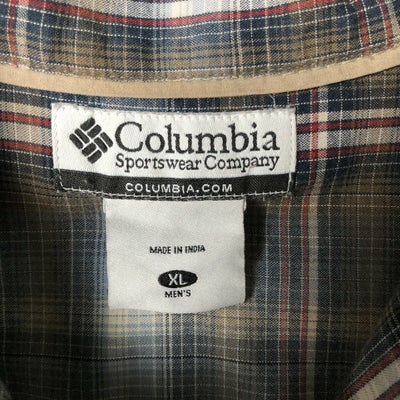 Columbia
Sportswear Company
COLUMBIA.COM
MADE IN INDIA
XL
MEN'S